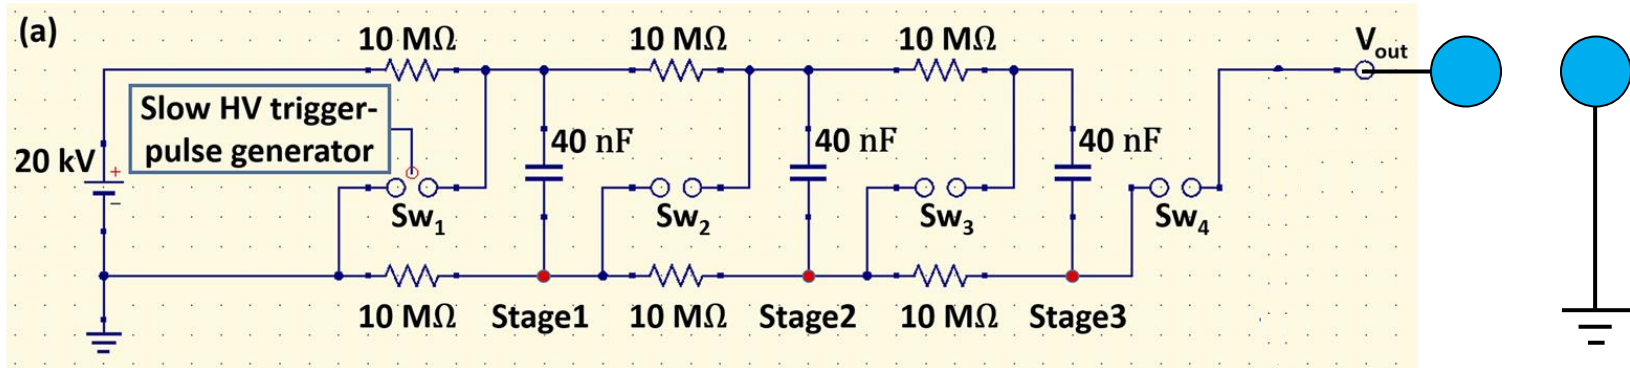 (a)
10 MΩ
10 MΩ
10 MΩ
V_out
Slow HV trigger-
pulse generator
20 kV
+
−
40 nF
40 nF
40 nF
Sw₁
Sw₂
Sw₃
Sw₄
10 MΩ
Stage1
10 MΩ
Stage2
10 MΩ
Stage3